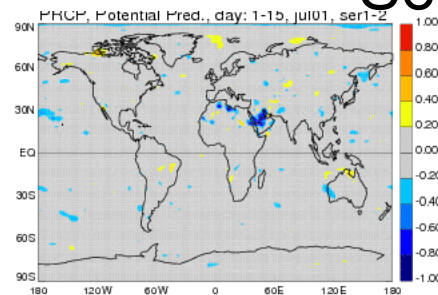 PRCP, Potential Pred., day: 1-15, jul01, ser1-2
90N
60N
30N
EQ
30S
60S
90S
180 120W 60W 0 60E 120E 180
1.00
0.80
0.60
0.40
0.20
0.00
-0.20
-0.40
-0.60
-0.80
-1.00